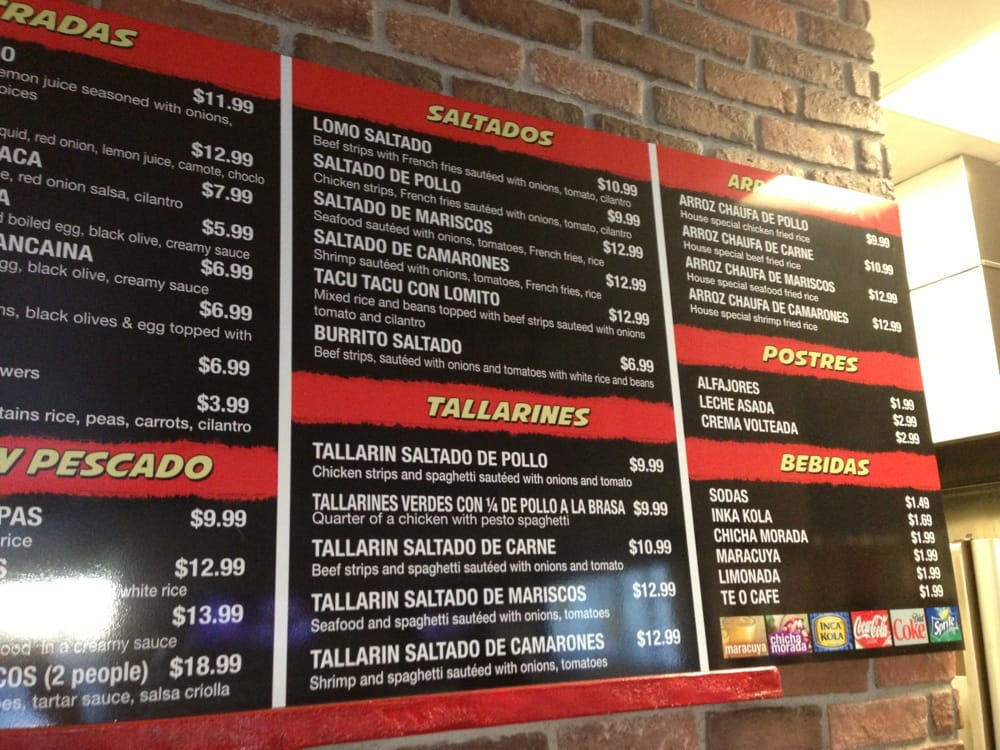 TRADAS
O $11.99
emon juice seasoned with onions,
oices
$12.99
quid, red onion, lemon juice, camote, choclo
ACA $7.99
e, red onion salsa, cilantro
A $5.99
d boiled egg, black olive, creamy sauce
ANCAINA $6.99
egg, black olive, creamy sauce
$6.99
ns, black olives & egg topped with
$6.99
wers
$3.99
tains rice, peas, carrots, cilantro
Y PESCADO
PAS $9.99
rice
S $12.99
white rice
$13.99
ood in a creamy sauce
COS (2 people) $18.99
es, tartar sauce, salsa criolla
SALTADOS
LOMO SALTADO $10.99
Beef strips with French fries sautéed with onions, tomato, cilantro
SALTADO DE POLLO $9.99
Chicken strips, French fries sautéed with onions, tomato, cilantro
SALTADO DE MARISCOS $12.99
Seafood sautéed with onions, tomatoes, French fries, rice
SALTADO DE CAMARONES $12.99
Shrimp sautéed with onions, tomatoes, French fries, rice
TACU TACU CON LOMITO $12.99
Mixed rice and beans topped with beef strips sauteed with onions
tomato and cilantro
BURRITO SALTADO $6.99
Beef strips, sautéed with onions and tomatoes with white rice and beans
TALLARINES
TALLARIN SALTADO DE POLLO $9.99
Chicken strips and spaghetti sautéed with onions and tomato
TALLARINES VERDES CON ¼ DE POLLO A LA BRASA $9.99
Quarter of a chicken with pesto spaghetti
TALLARIN SALTADO DE CARNE $10.99
Beef strips and spaghetti sautéed with onions and tomato
TALLARIN SALTADO DE MARISCOS $12.99
Seafood and spaghetti sautéed with onions, tomatoes
TALLARIN SALTADO DE CAMARONES $12.99
Shrimp and spaghetti sautéed with onions, tomatoes
ARROZ CHAUFA DE POLLO $9.99
House special chicken fried rice
ARROZ CHAUFA DE CARNE $10.99
House special beef fried rice
ARROZ CHAUFA DE MARISCOS $12.99
House special seafood fried rice
ARROZ CHAUFA DE CAMARONES $12.99
House special shrimp fried rice
POSTRES
ALFAJORES $1.99
LECHE ASADA $2.99
CREMA VOLTEADA $2.99
BEBIDAS
SODAS $1.49
INKA KOLA $1.69
CHICHA MORADA $1.99
MARACUYA $1.99
LIMONADA $1.99
TE O CAFE $1.99
maracuya
chicha
morada
INCA
KOLA
Coca-Cola
Diet
Coke
Sprite